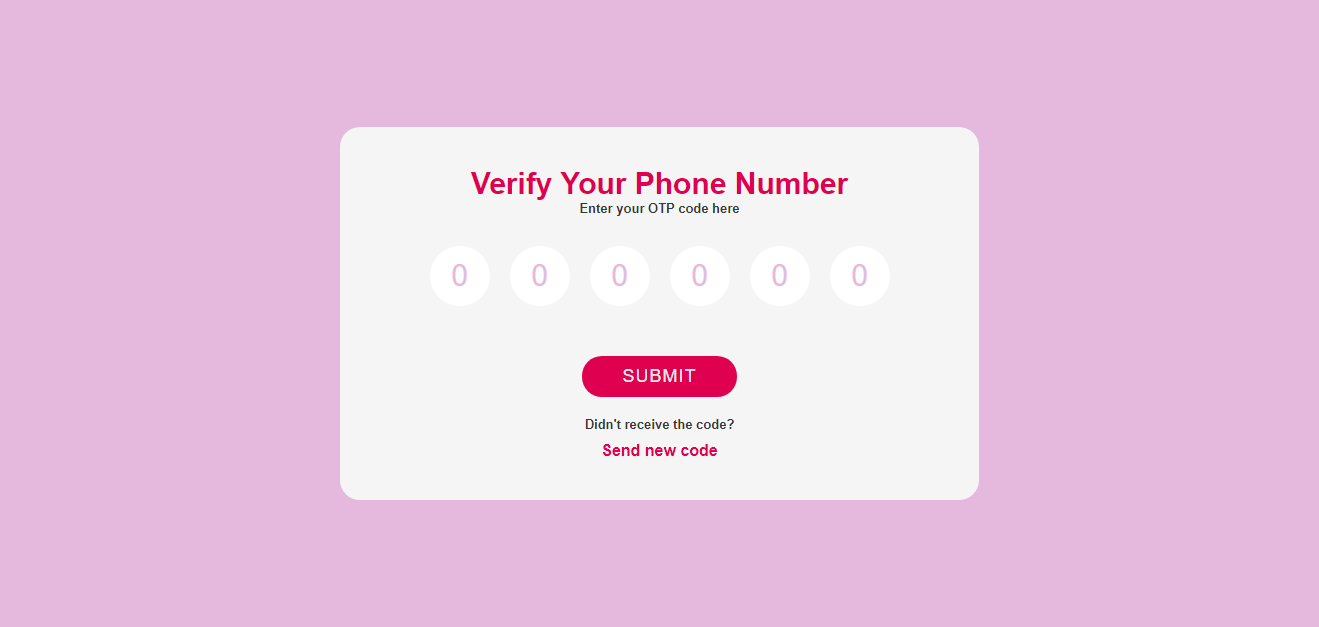 Verify Your Phone Number
Enter your OTP code here
0 0 0 0 0 0
SUBMIT
Didn't receive the code?
Send new code